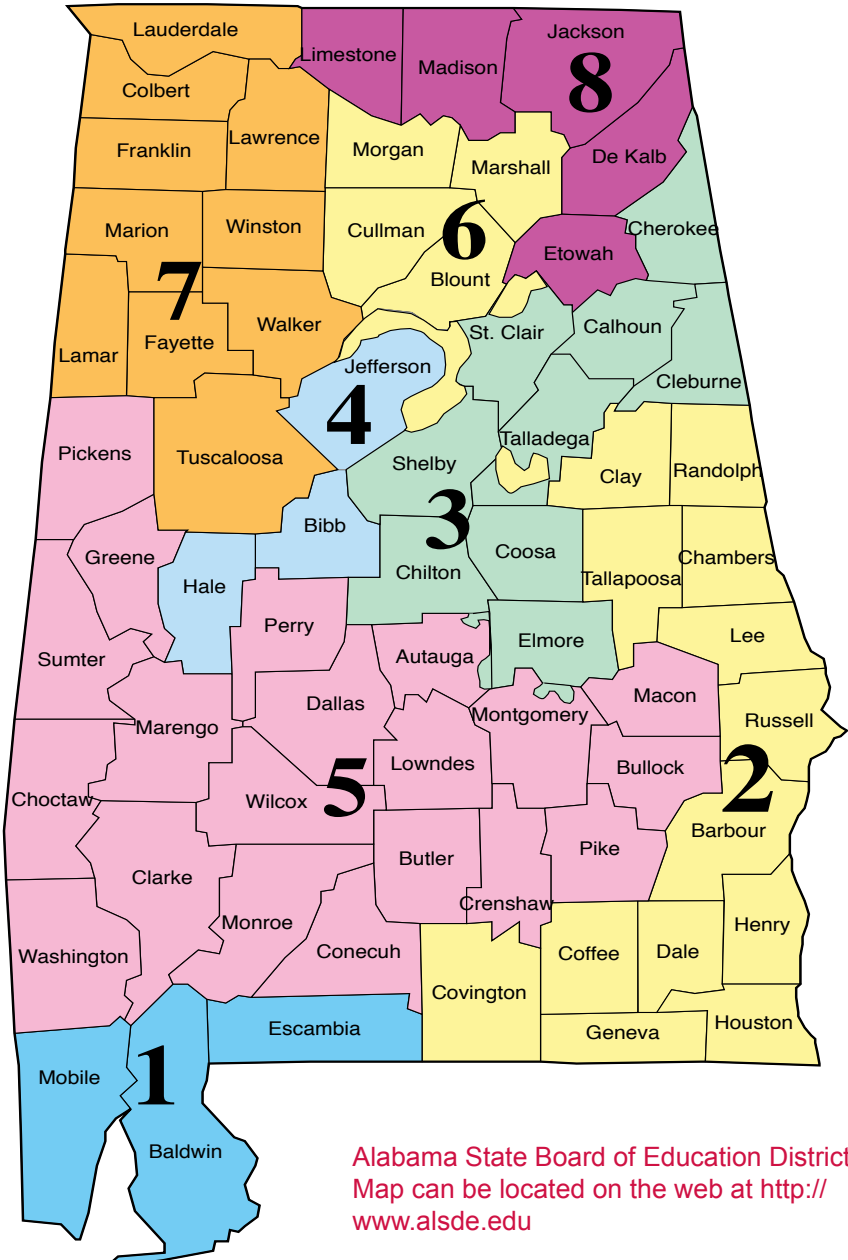 Lauderdale
Limestone
Madison
Jackson
8
Colbert
Lawrence
Franklin
Morgan
Marshall
De Kalb
Marion
Winston
Cullman
6
Cherokee
Etowah
7
Blount
Lamar
Fayette
Walker
St. Clair
Calhoun
Jefferson
4
Cleburne
Pickens
Tuscaloosa
Shelby
Talladega
Clay
Randolph
3
Bibb
Greene
Hale
Chilton
Coosa
Tallapoosa
Chambers
Perry
Elmore
Lee
Sumter
Autauga
Marengo
Dallas
Montgomery
Macon
Russell
Choctaw
Wilcox
5
Lowndes
Bullock
2
Barbour
Clarke
Butler
Pike
Crenshaw
Monroe
Henry
Washington
Conecuh
Coffee
Dale
Covington
Escambia
Geneva
Houston
Mobile
1
Baldwin
Alabama State Board of Education District
Map can be located on the web at http://
www.alsde.edu